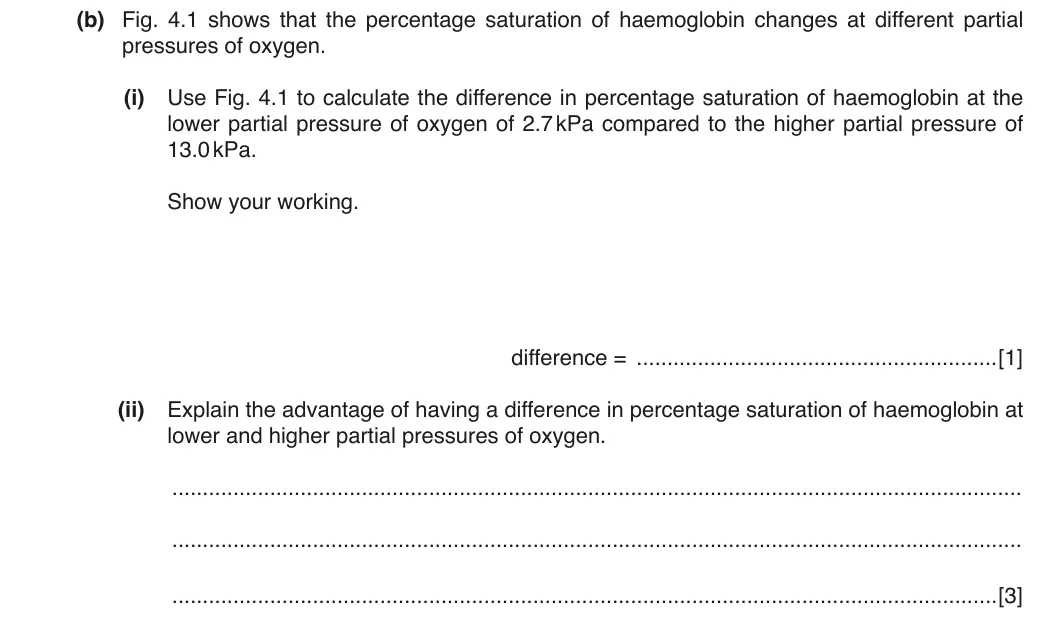 (b) Fig. 4.1 shows that the percentage saturation of haemoglobin changes at different partial
pressures of oxygen.
(i) Use Fig. 4.1 to calculate the difference in percentage saturation of haemoglobin at the
lower partial pressure of oxygen of 2.7 kPa compared to the higher partial pressure of
13.0 kPa.
Show your working.
difference = ..........................................................[1]
(ii) Explain the advantage of having a difference in percentage saturation of haemoglobin at
lower and higher partial pressures of oxygen.
..........................................................................................................................................
..........................................................................................................................................
......................................................................................................................................[3]